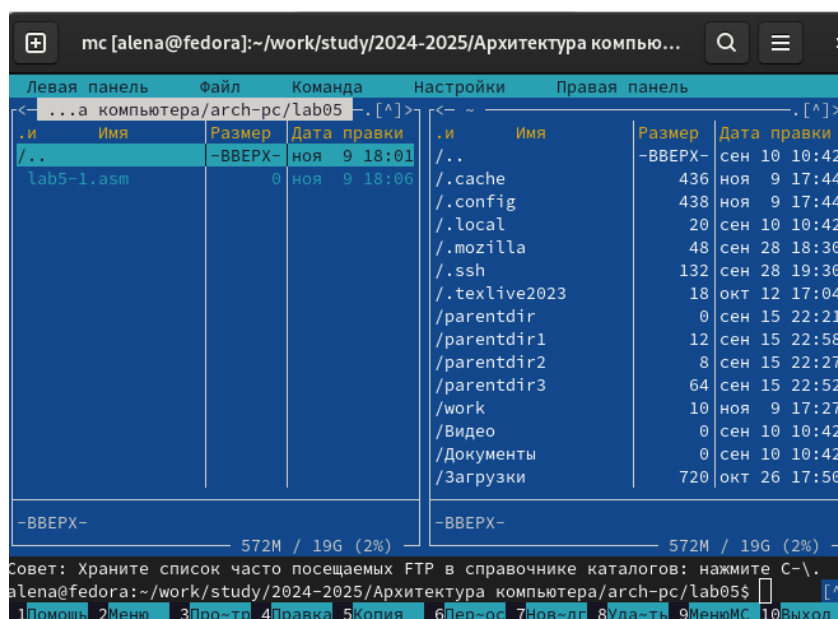 mc [alena@fedora]:~/work/study/2024-2025/Архитектура компью...
Левая панель Файл Команда Настройки Правая панель
<─ ...а компьютера/arch-pc/lab05 ─.[^]>
.и Имя Размер Дата правки
/.. -ВВЕРХ- ноя 9 18:01
lab5-1.asm 0 ноя 9 18:06
-ВВЕРХ-
572M / 19G (2%)
<─ ~ ─.[^]>
.и Имя Размер Дата правки
/.. -ВВЕРХ- сен 10 10:42
/.cache 436 ноя 9 17:44
/.config 438 ноя 9 17:44
/.local 20 сен 10 10:42
/.mozilla 48 сен 28 18:30
/.ssh 132 сен 28 19:30
/.texlive2023 18 окт 12 17:04
/parentdir 0 сен 15 22:21
/parentdir1 12 сен 15 22:58
/parentdir2 8 сен 15 22:27
/parentdir3 64 сен 15 22:52
/work 10 ноя 9 17:27
/Видео 0 сен 10 10:42
/Документы 0 сен 10 10:42
/Загрузки 720 окт 26 17:50
-ВВЕРХ-
572M / 19G (2%)
Совет: Храните список часто посещаемых FTP в справочнике каталогов: нажмите C-\.
alena@fedora:~/work/study/2024-2025/Архитектура компьютера/arch-pc/lab05$ [^
1Помощь 2Меню 3Про~тр 4Правка 5Копия 6Пер~ос 7Нов~лг 8Уда~ть 9МенюMC 10Выход